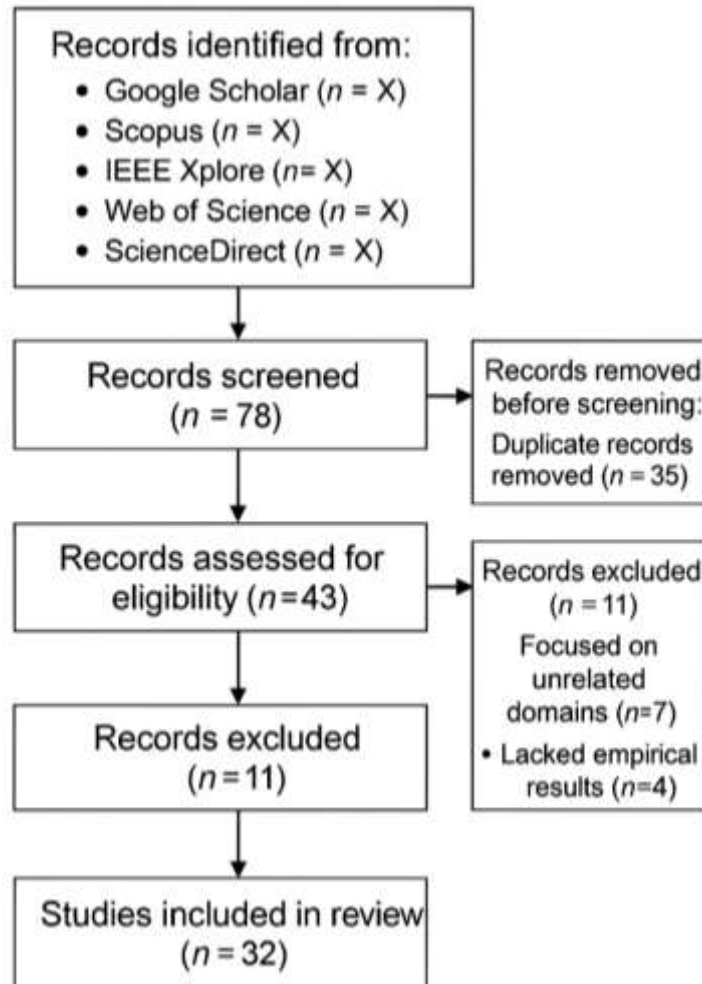 Records identified from:
• Google Scholar (n = X)
• Scopus (n = X)
• IEEE Xplore (n= X)
• Web of Science (n = X)
• ScienceDirect (n = X)
Records screened
(n = 78)
Records removed
before screening:
Duplicate records
removed (n = 35)
Records assessed for
eligibility (n=43)
Records excluded
(n = 11)
Focused on
unrelated
domains (n=7)
• Lacked empirical
results (n=4)
Records excluded
(n=11)
Studies included in review
(n = 32)